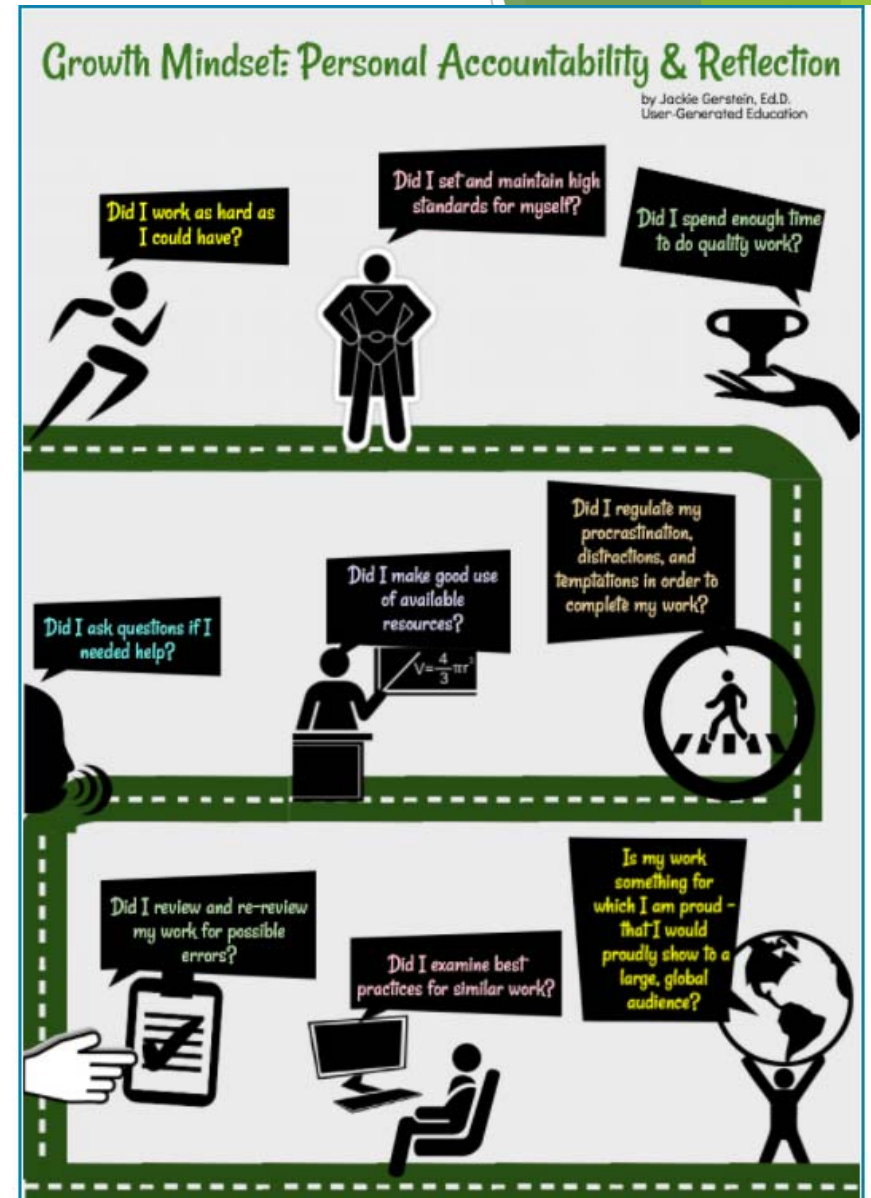 Growth Mindset: Personal Accountability & Reflection
by Jackie Gerstein, Ed.D.
User-Generated Education
Did I work as hard as
I could have?
Did I set and maintain high
standards for myself?
Did I spend enough time
to do quality work?
Did I regulate my
procrastination,
distractions, and
temptations in order to
complete my work?
Did I make good use
of available
resources?
V=4/3 πr³
Did I ask questions if I
needed help?
Did I review and re-review
my work for possible
errors?
Did I examine best
practices for similar work?
Is my work
something for
which I am proud -
that I would
proudly show to a
large, global
audience?